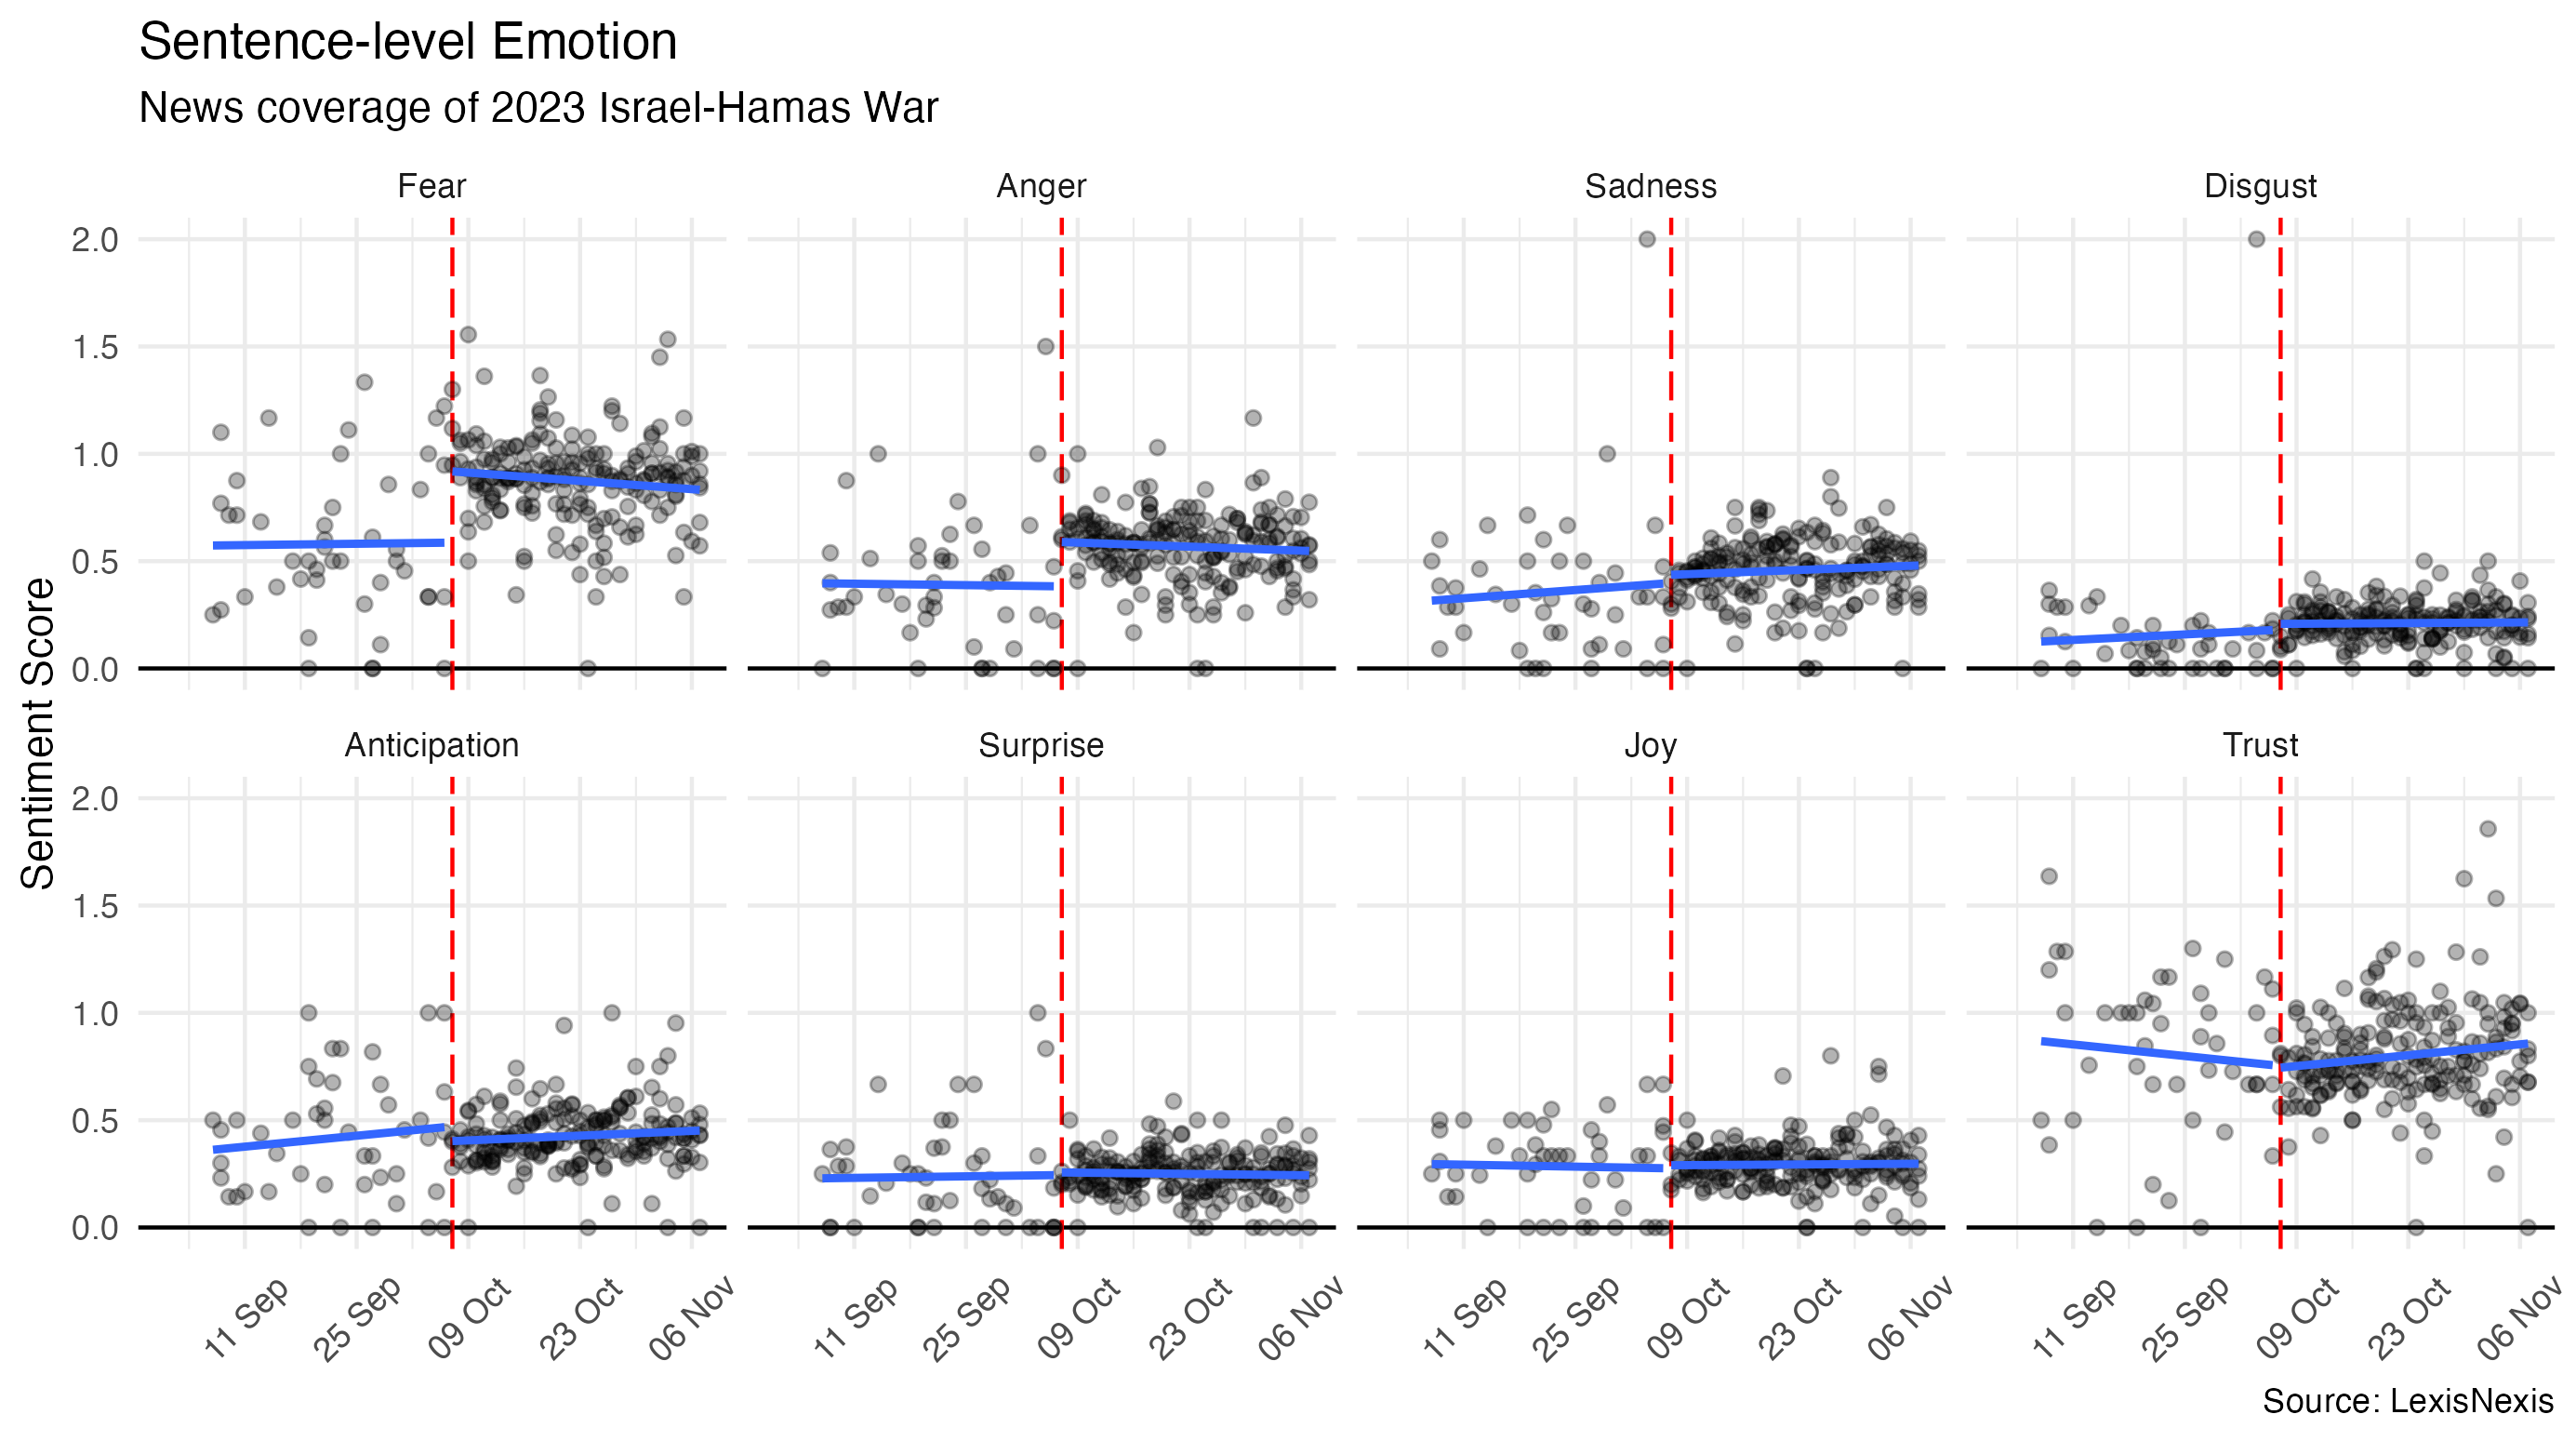 Sentence-level Emotion
News coverage of 2023 Israel-Hamas War
Fear
Anger
Sadness
Disgust
2.0
1.5
1.0
0.5
0.0
Sentiment Score
Anticipation
Surprise
Joy
Trust
2.0
1.5
1.0
0.5
0.0
11 Sep
25 Sep
09 Oct
23 Oct
06 Nov
11 Sep
25 Sep
09 Oct
23 Oct
06 Nov
11 Sep
25 Sep
09 Oct
23 Oct
06 Nov
11 Sep
25 Sep
09 Oct
23 Oct
06 Nov
Source: LexisNexis